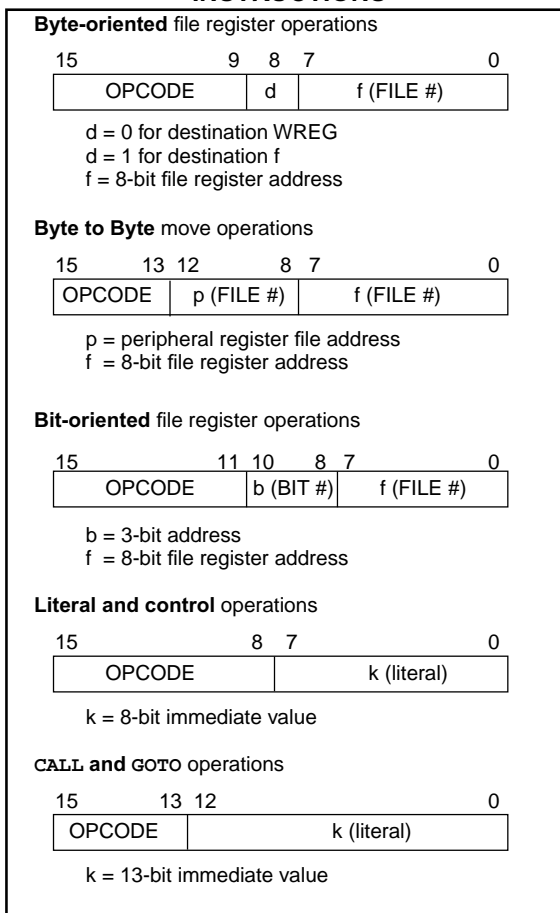 Byte-oriented file register operations
15 9 8 7 0
OPCODE d f (FILE #)
d = 0 for destination WREG
d = 1 for destination f
f = 8-bit file register address
Byte to Byte move operations
15 13 12 8 7 0
OPCODE p (FILE #) f (FILE #)
p = peripheral register file address
f = 8-bit file register address
Bit-oriented file register operations
15 11 10 8 7 0
OPCODE b (BIT #) f (FILE #)
b = 3-bit address
f = 8-bit file register address
Literal and control operations
15 8 7 0
OPCODE k (literal)
k = 8-bit immediate value
CALL and GOTO operations
15 13 12 0
OPCODE k (literal)
k = 13-bit immediate value